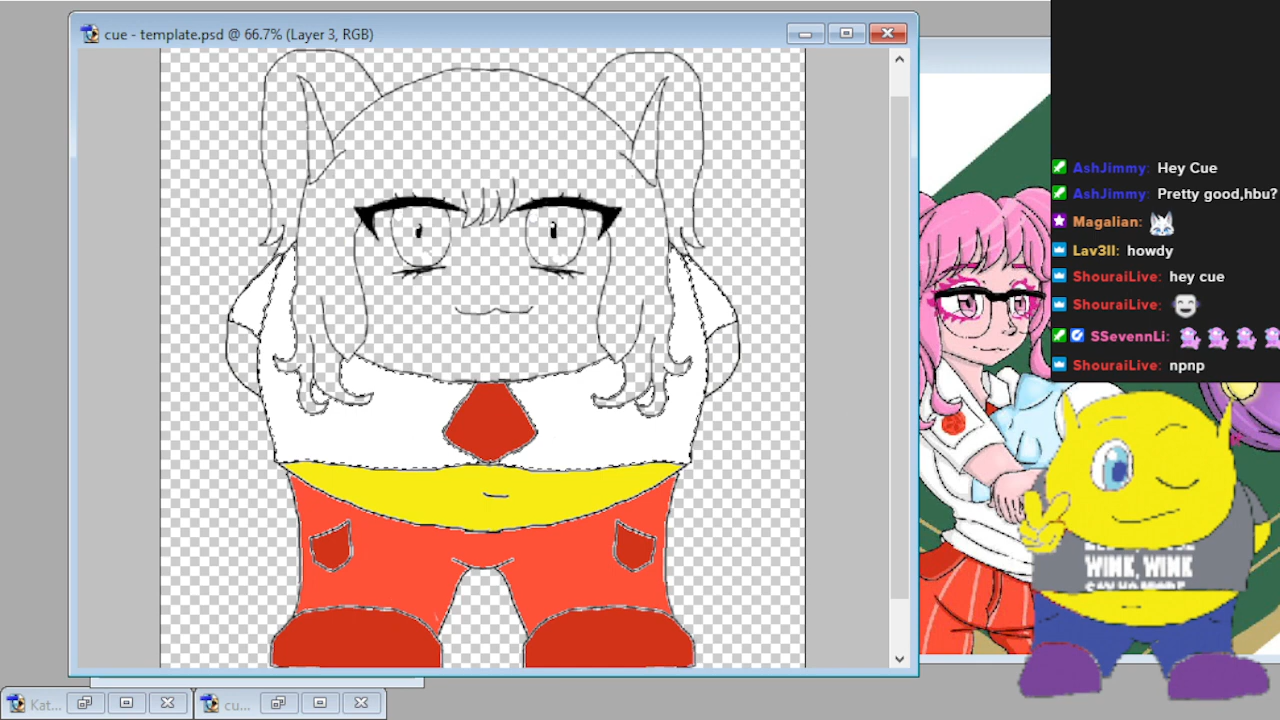 cue - template.psd @ 66.7% (Layer 3, RGB)
AshJimmy: Hey Cue
AshJimmy: Pretty good,hbu?
Magalian:
Lav3ll: howdy
ShouraiLive: hey cue
ShouraiLive:
SSevennLi:
ShouraiLive: npnp
WINK, WINK
Kat...
cu...